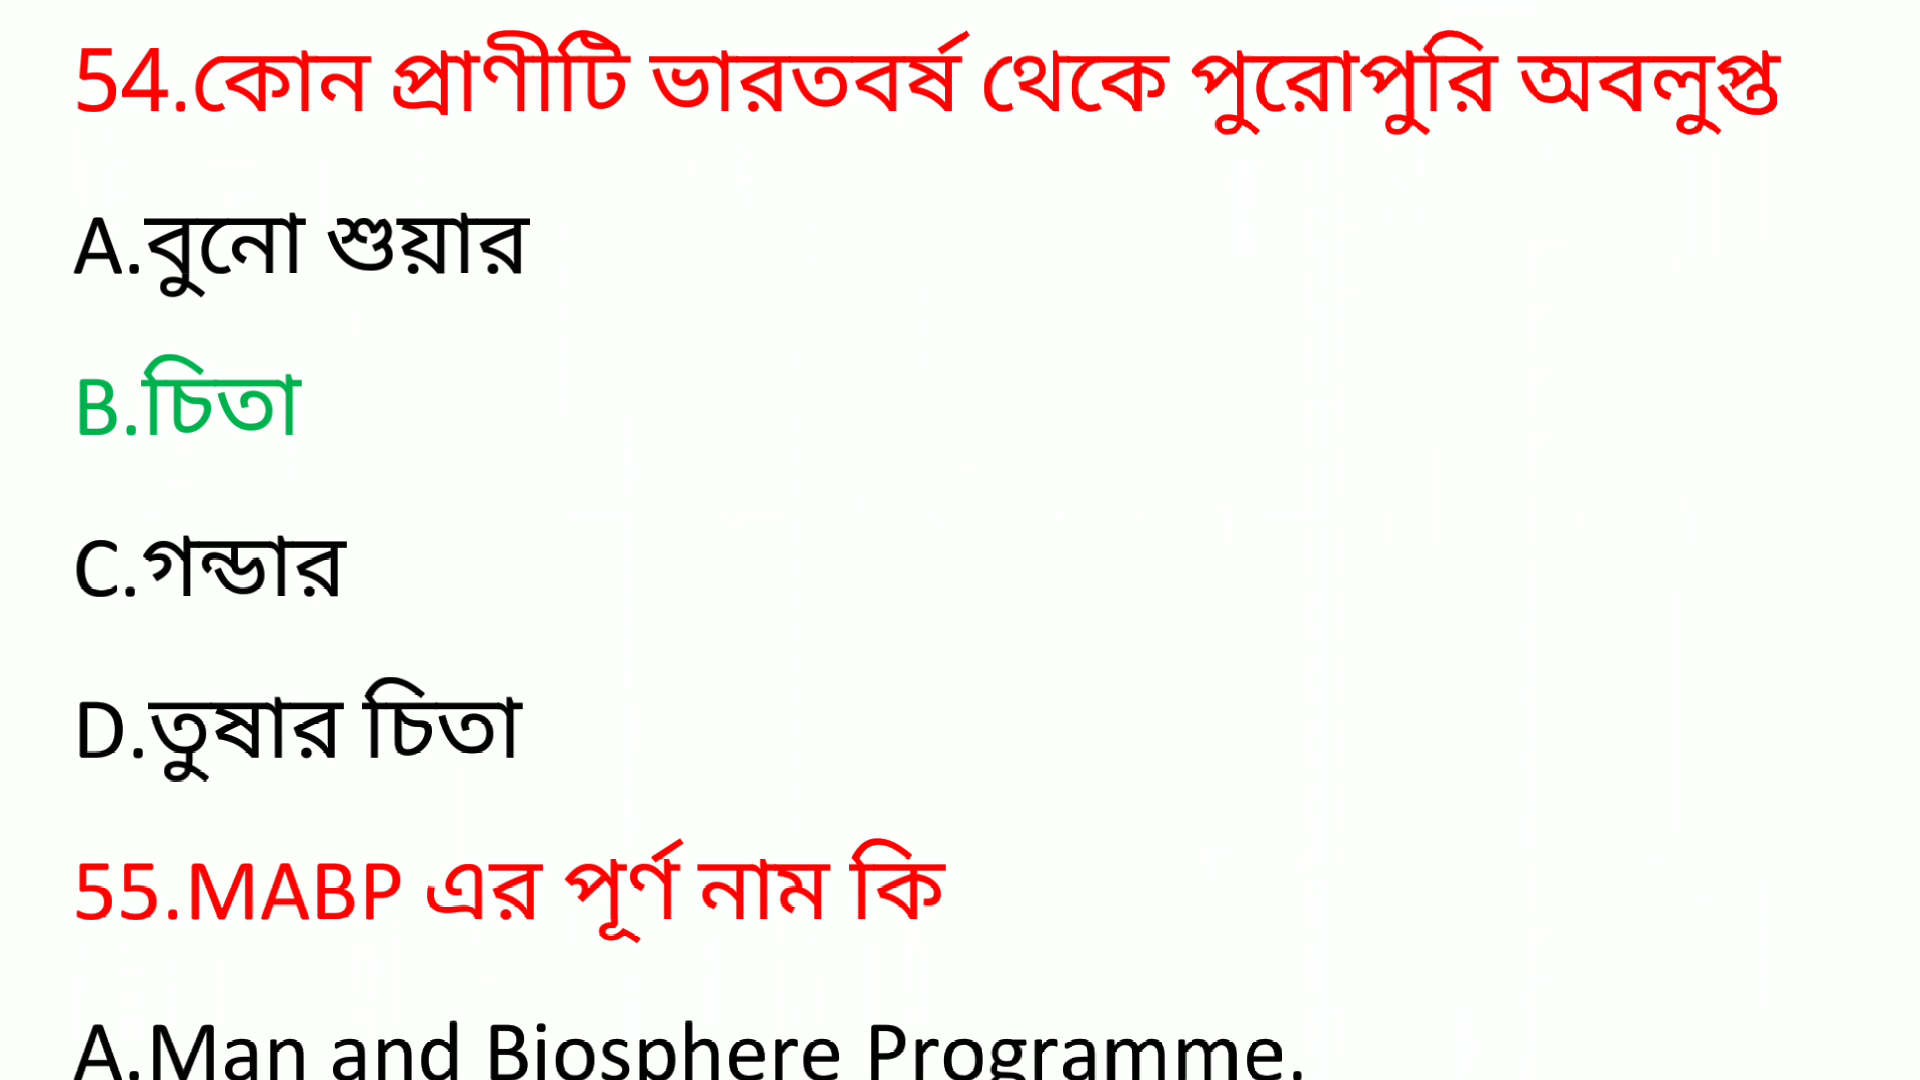 54.কোন প্রাণীটি ভারতবর্ষ থেকে পুরোপুরি অবলুপ্ত
A.বুনো শুয়ার
B.চিতা
C.গন্ডার
D.তুষার চিতা
55.MABP এর পূর্ণ নাম কি
A.Man and Biosphere Programme.